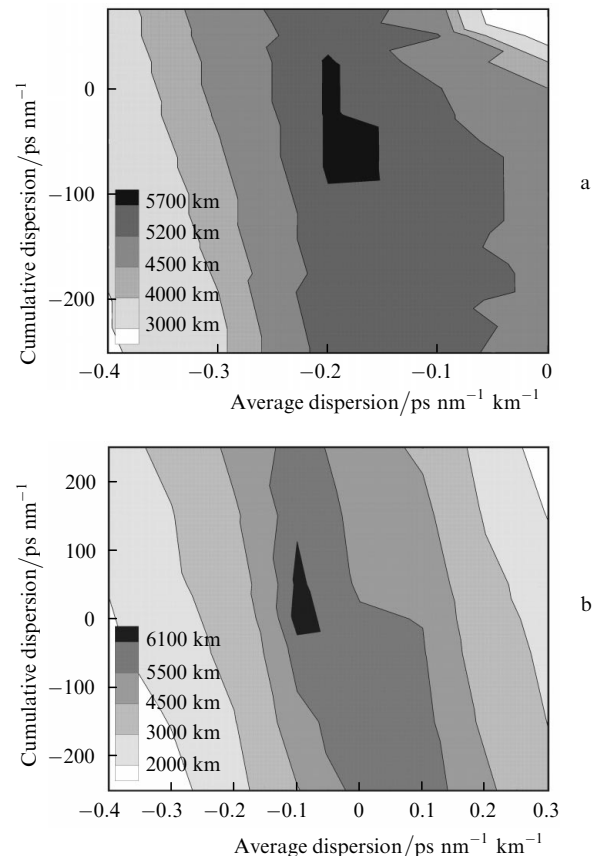 a
Cumulative dispersion/ps nm⁻¹
0
−100
−200
5700 km
5200 km
4500 km
4000 km
3000 km
−0.4 −0.3 −0.2 −0.1 0
Average dispersion/ps nm⁻¹ km⁻¹
b
Cumulative dispersion/ps nm⁻¹
200
100
0
−100
−200
6100 km
5500 km
4500 km
3000 km
2000 km
−0.4 −0.3 −0.2 −0.1 0 0.1 0.2 0.3
Average dispersion/ps nm⁻¹ km⁻¹